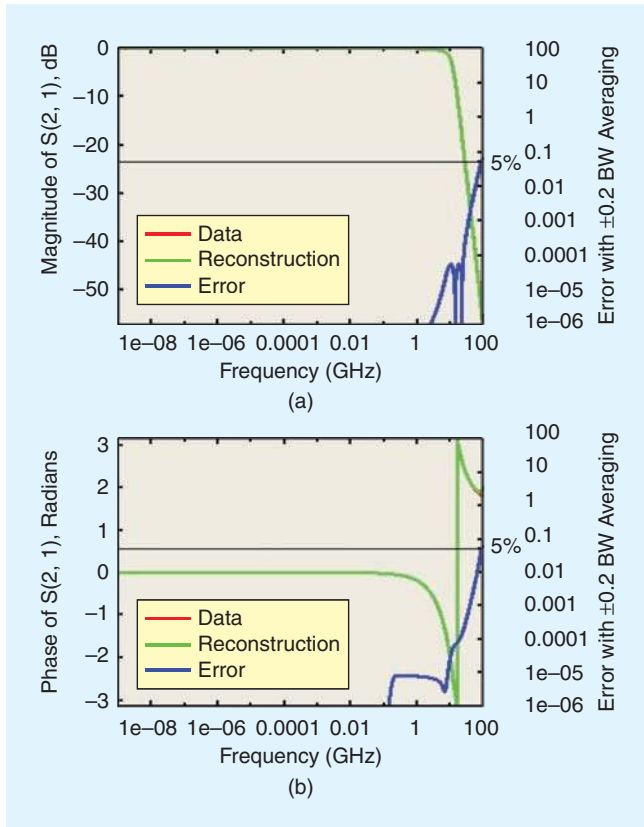 Magnitude of S(2, 1), dB
0
–10
–20
–30
–40
–50
Data
Reconstruction
Error
5%
100
10
1
0.1
0.01
0.001
0.0001
1e–05
1e–06
Error with ±0.2 BW Averaging
1e–08 1e–06 0.0001 0.01 1 100
Frequency (GHz)
(a)
Phase of S(2, 1), Radians
3
2
1
0
–1
–2
–3
Data
Reconstruction
Error
5%
100
10
1
0.1
0.01
0.001
0.0001
1e–05
1e–06
Error with ±0.2 BW Averaging
1e–08 1e–06 0.0001 0.01 1 100
Frequency (GHz)
(b)